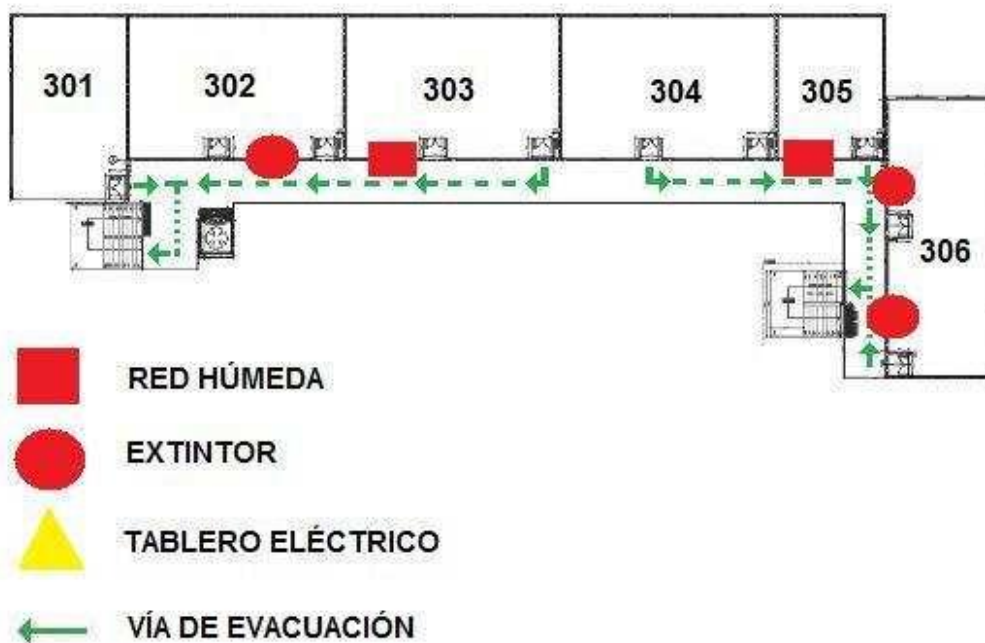 301
302
303
304
305
306
RED HÚMEDA
EXTINTOR
TABLERO ELÉCTRICO
VÍA DE EVACUACIÓN